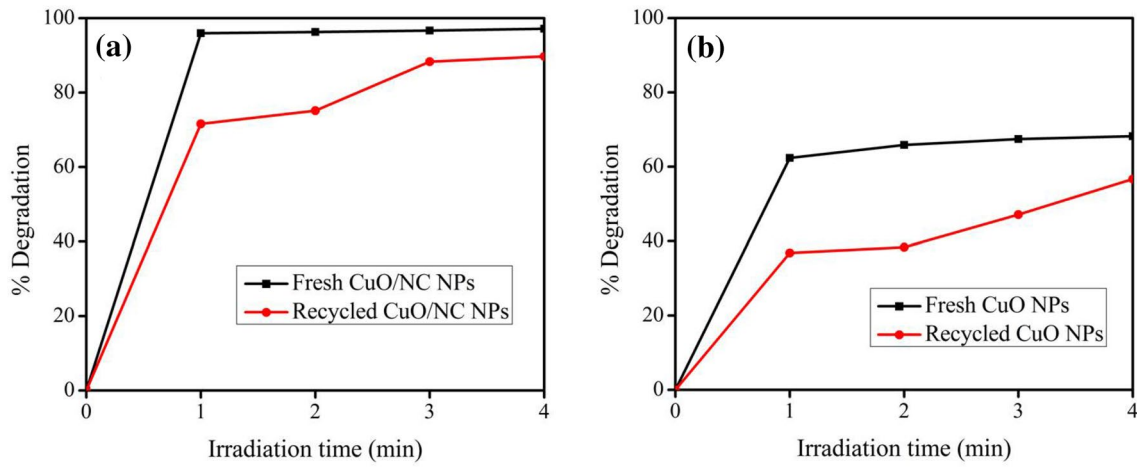 (a)
100
80
60
40
20
0
% Degradation
Fresh CuO/NC NPs
Recycled CuO/NC NPs
0 1 2 3 4
Irradiation time (min)
(b)
100
80
60
40
20
0
% Degradation
Fresh CuO NPs
Recycled CuO NPs
0 1 2 3 4
Irradiation time (min)